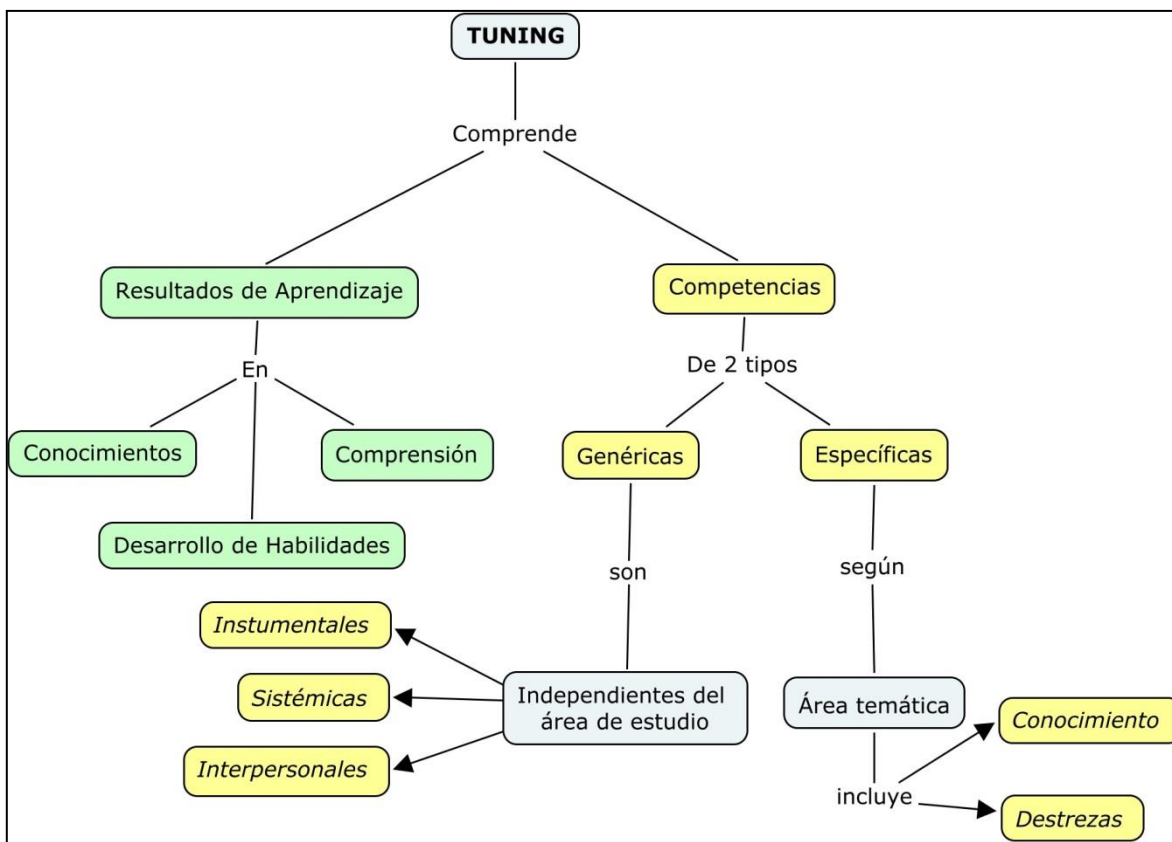 TUNING
Comprende
Resultados de Aprendizaje
Competencias
En
De 2 tipos
Conocimientos
Comprensión
Genéricas
Específicas
Desarrollo de Habilidades
son
según
Instumentales
Sistémicas
Interpersonales
Independientes del
área de estudio
Área temática
Conocimiento
incluye
Destrezas